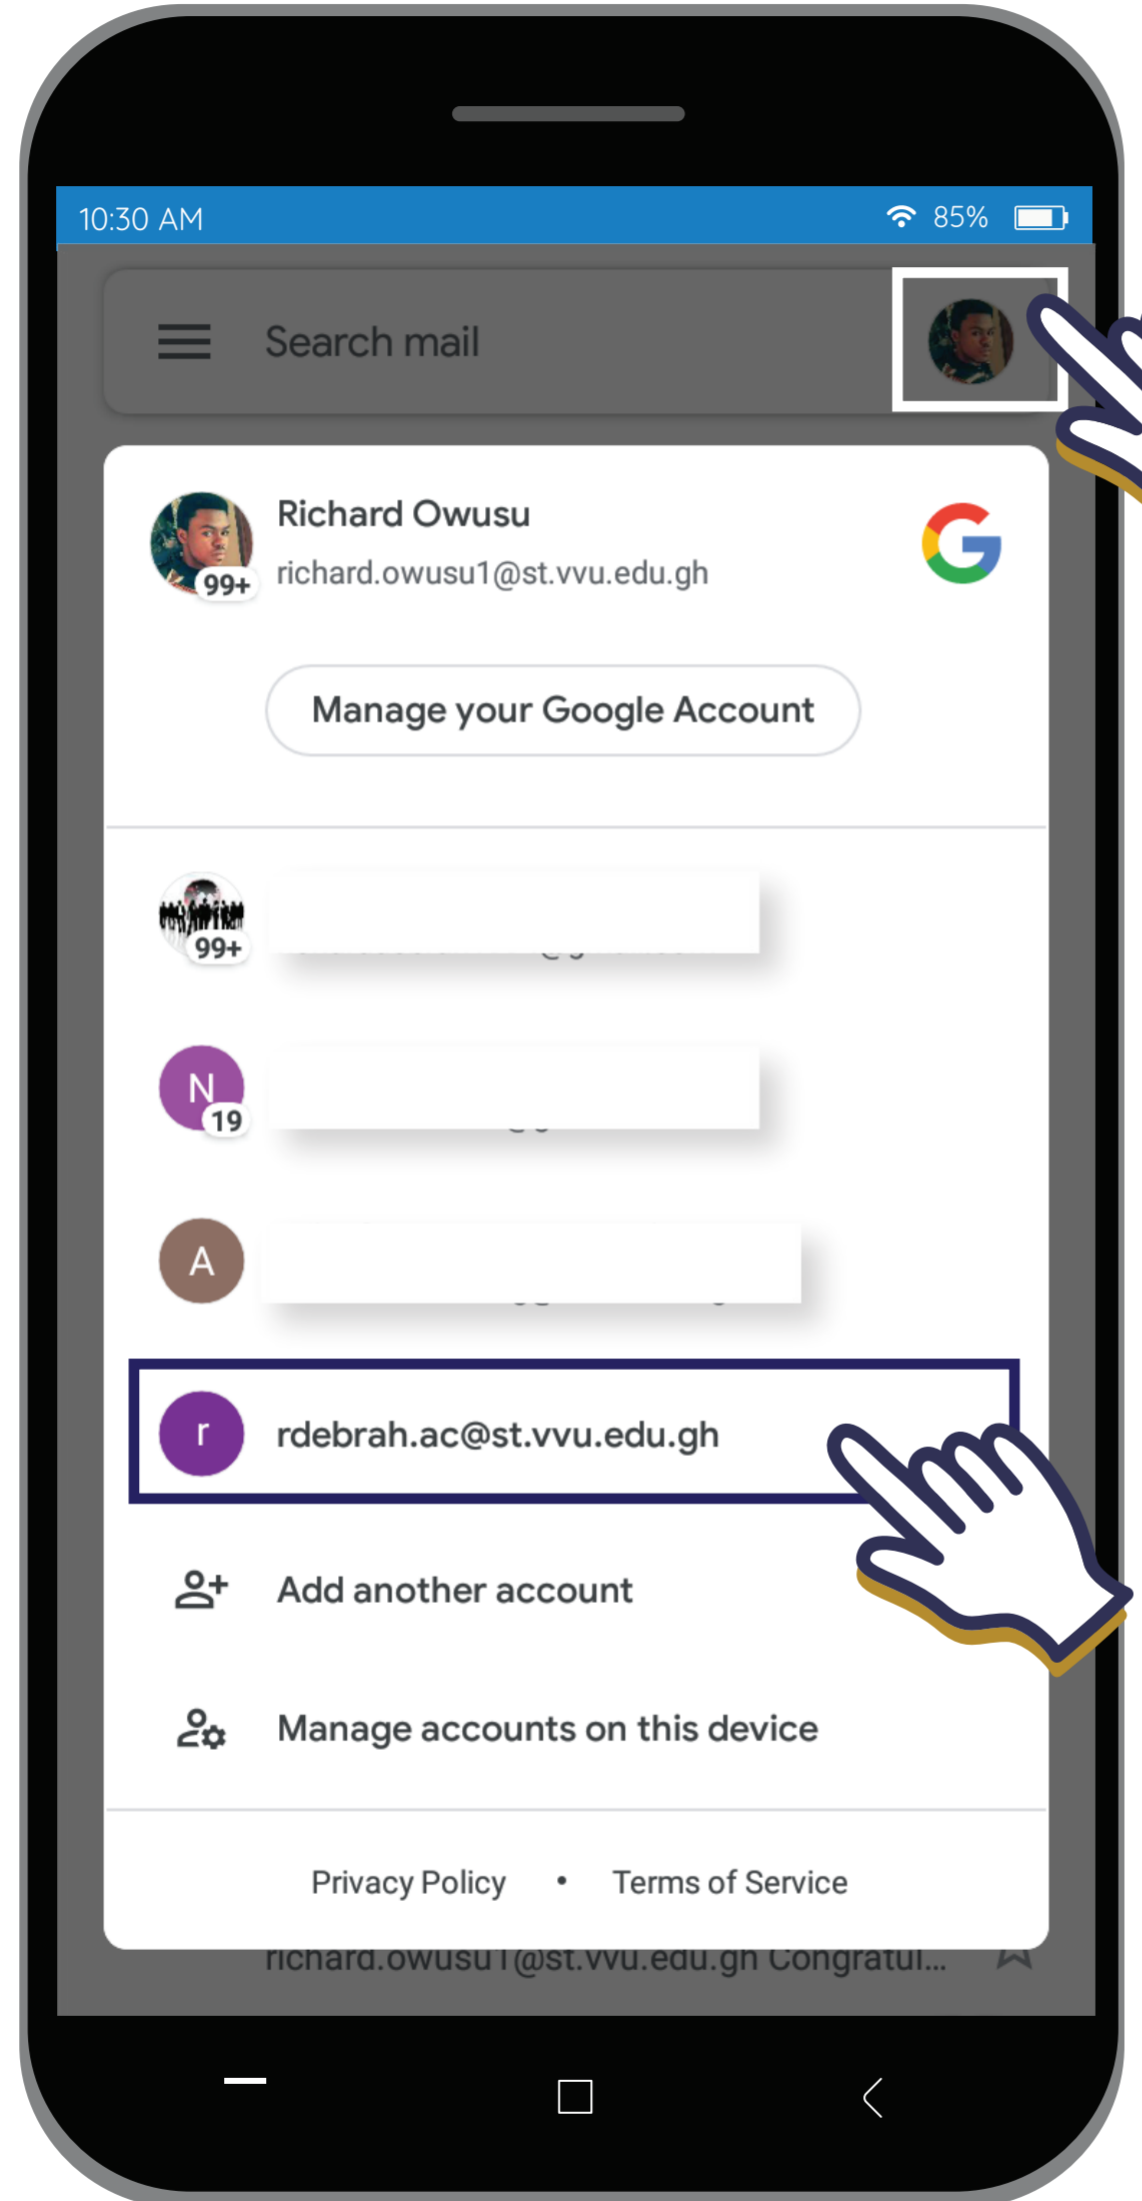 10:30 AM 85%
Search mail
Richard Owusu
99+ richard.owusu1@st.vvu.edu.gh
Manage your Google Account
99+
N
19
A
r rdebrah.ac@st.vvu.edu.gh
Add another account
Manage accounts on this device
Privacy Policy • Terms of Service
richard.owusu1@st.vvu.edu.gh Congratul...